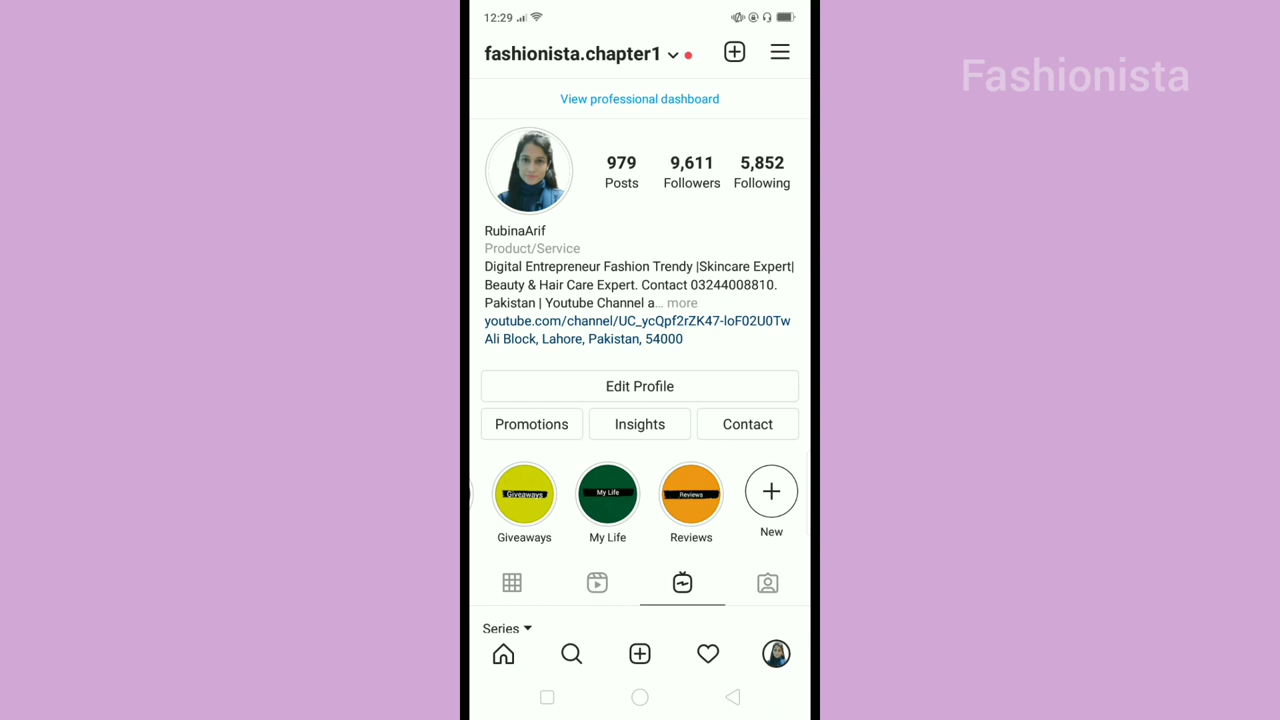 12:29
fashionista.chapter1
Fashionista
View professional dashboard
979 9,611 5,852
Posts Followers Following
RubinaArif
Product/Service
Digital Entrepreneur Fashion Trendy |Skincare Expert|
Beauty & Hair Care Expert. Contact 03244008810.
Pakistan | Youtube Channel a... more
youtube.com/channel/UC_ycQpf2rZK47-loF02U0Tw
Ali Block, Lahore, Pakistan, 54000
Edit Profile
Promotions Insights Contact
Giveaways My Life Reviews
Giveaways My Life Reviews New
Series